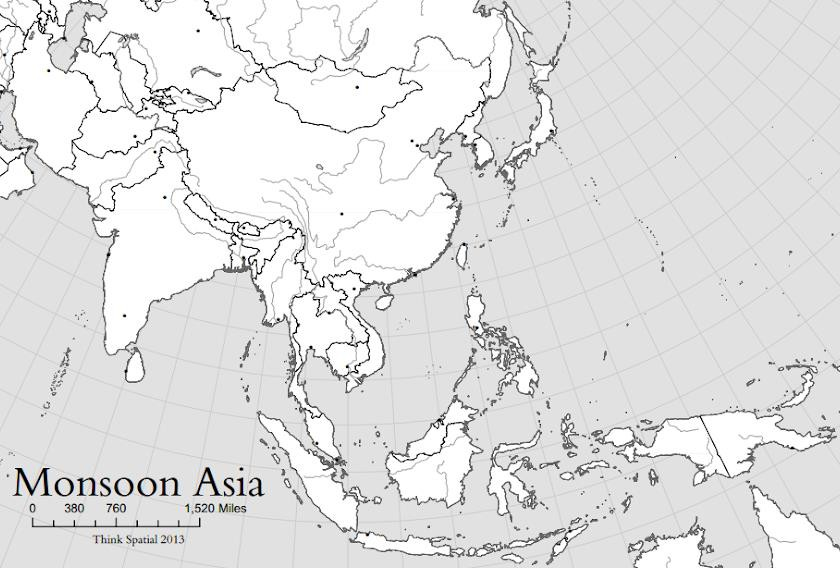 Monsoon Asia
0 380 760 1,520 Miles
Think Spatial 2013